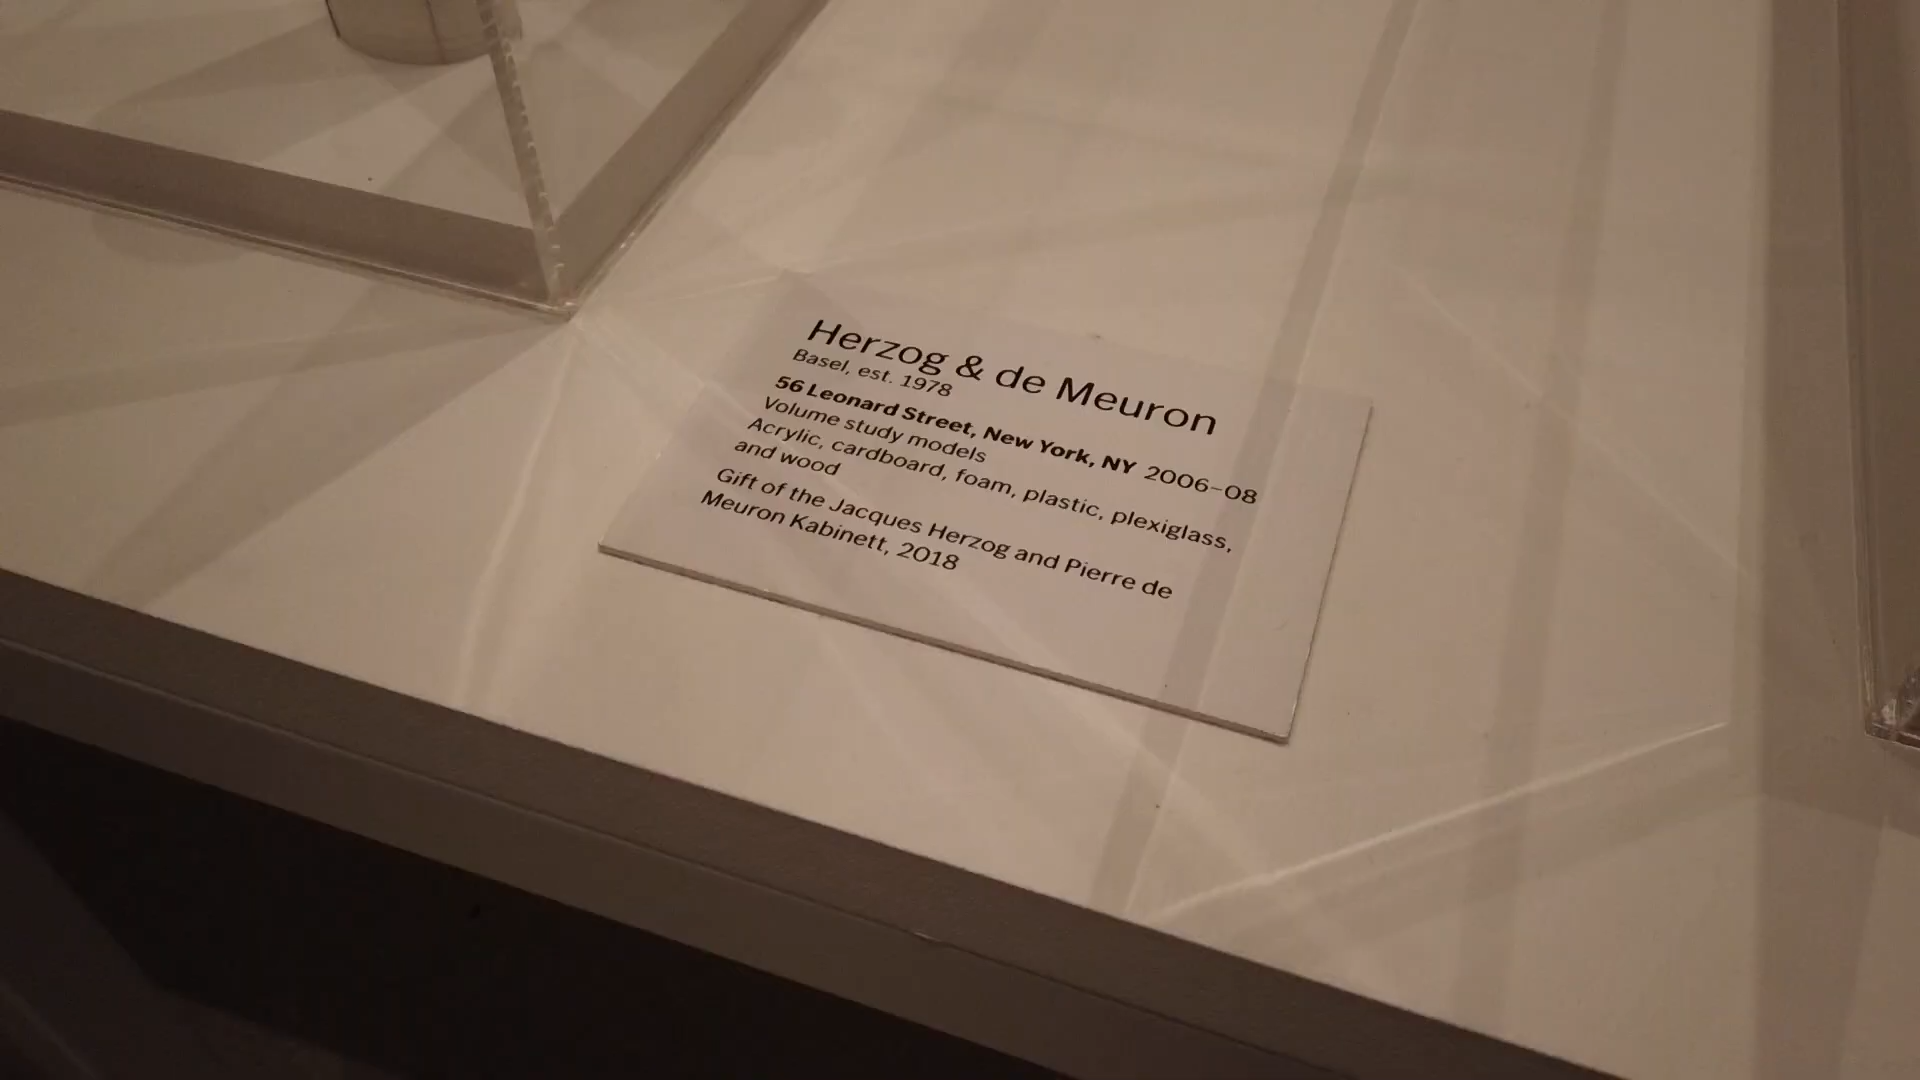 Herzog & de Meuron
Basel, est. 1978
56 Leonard Street, New York, NY 2006–08
Volume study models
Acrylic, cardboard, foam, plastic, plexiglass,
and wood
Gift of the Jacques Herzog and Pierre de
Meuron Kabinett, 2018